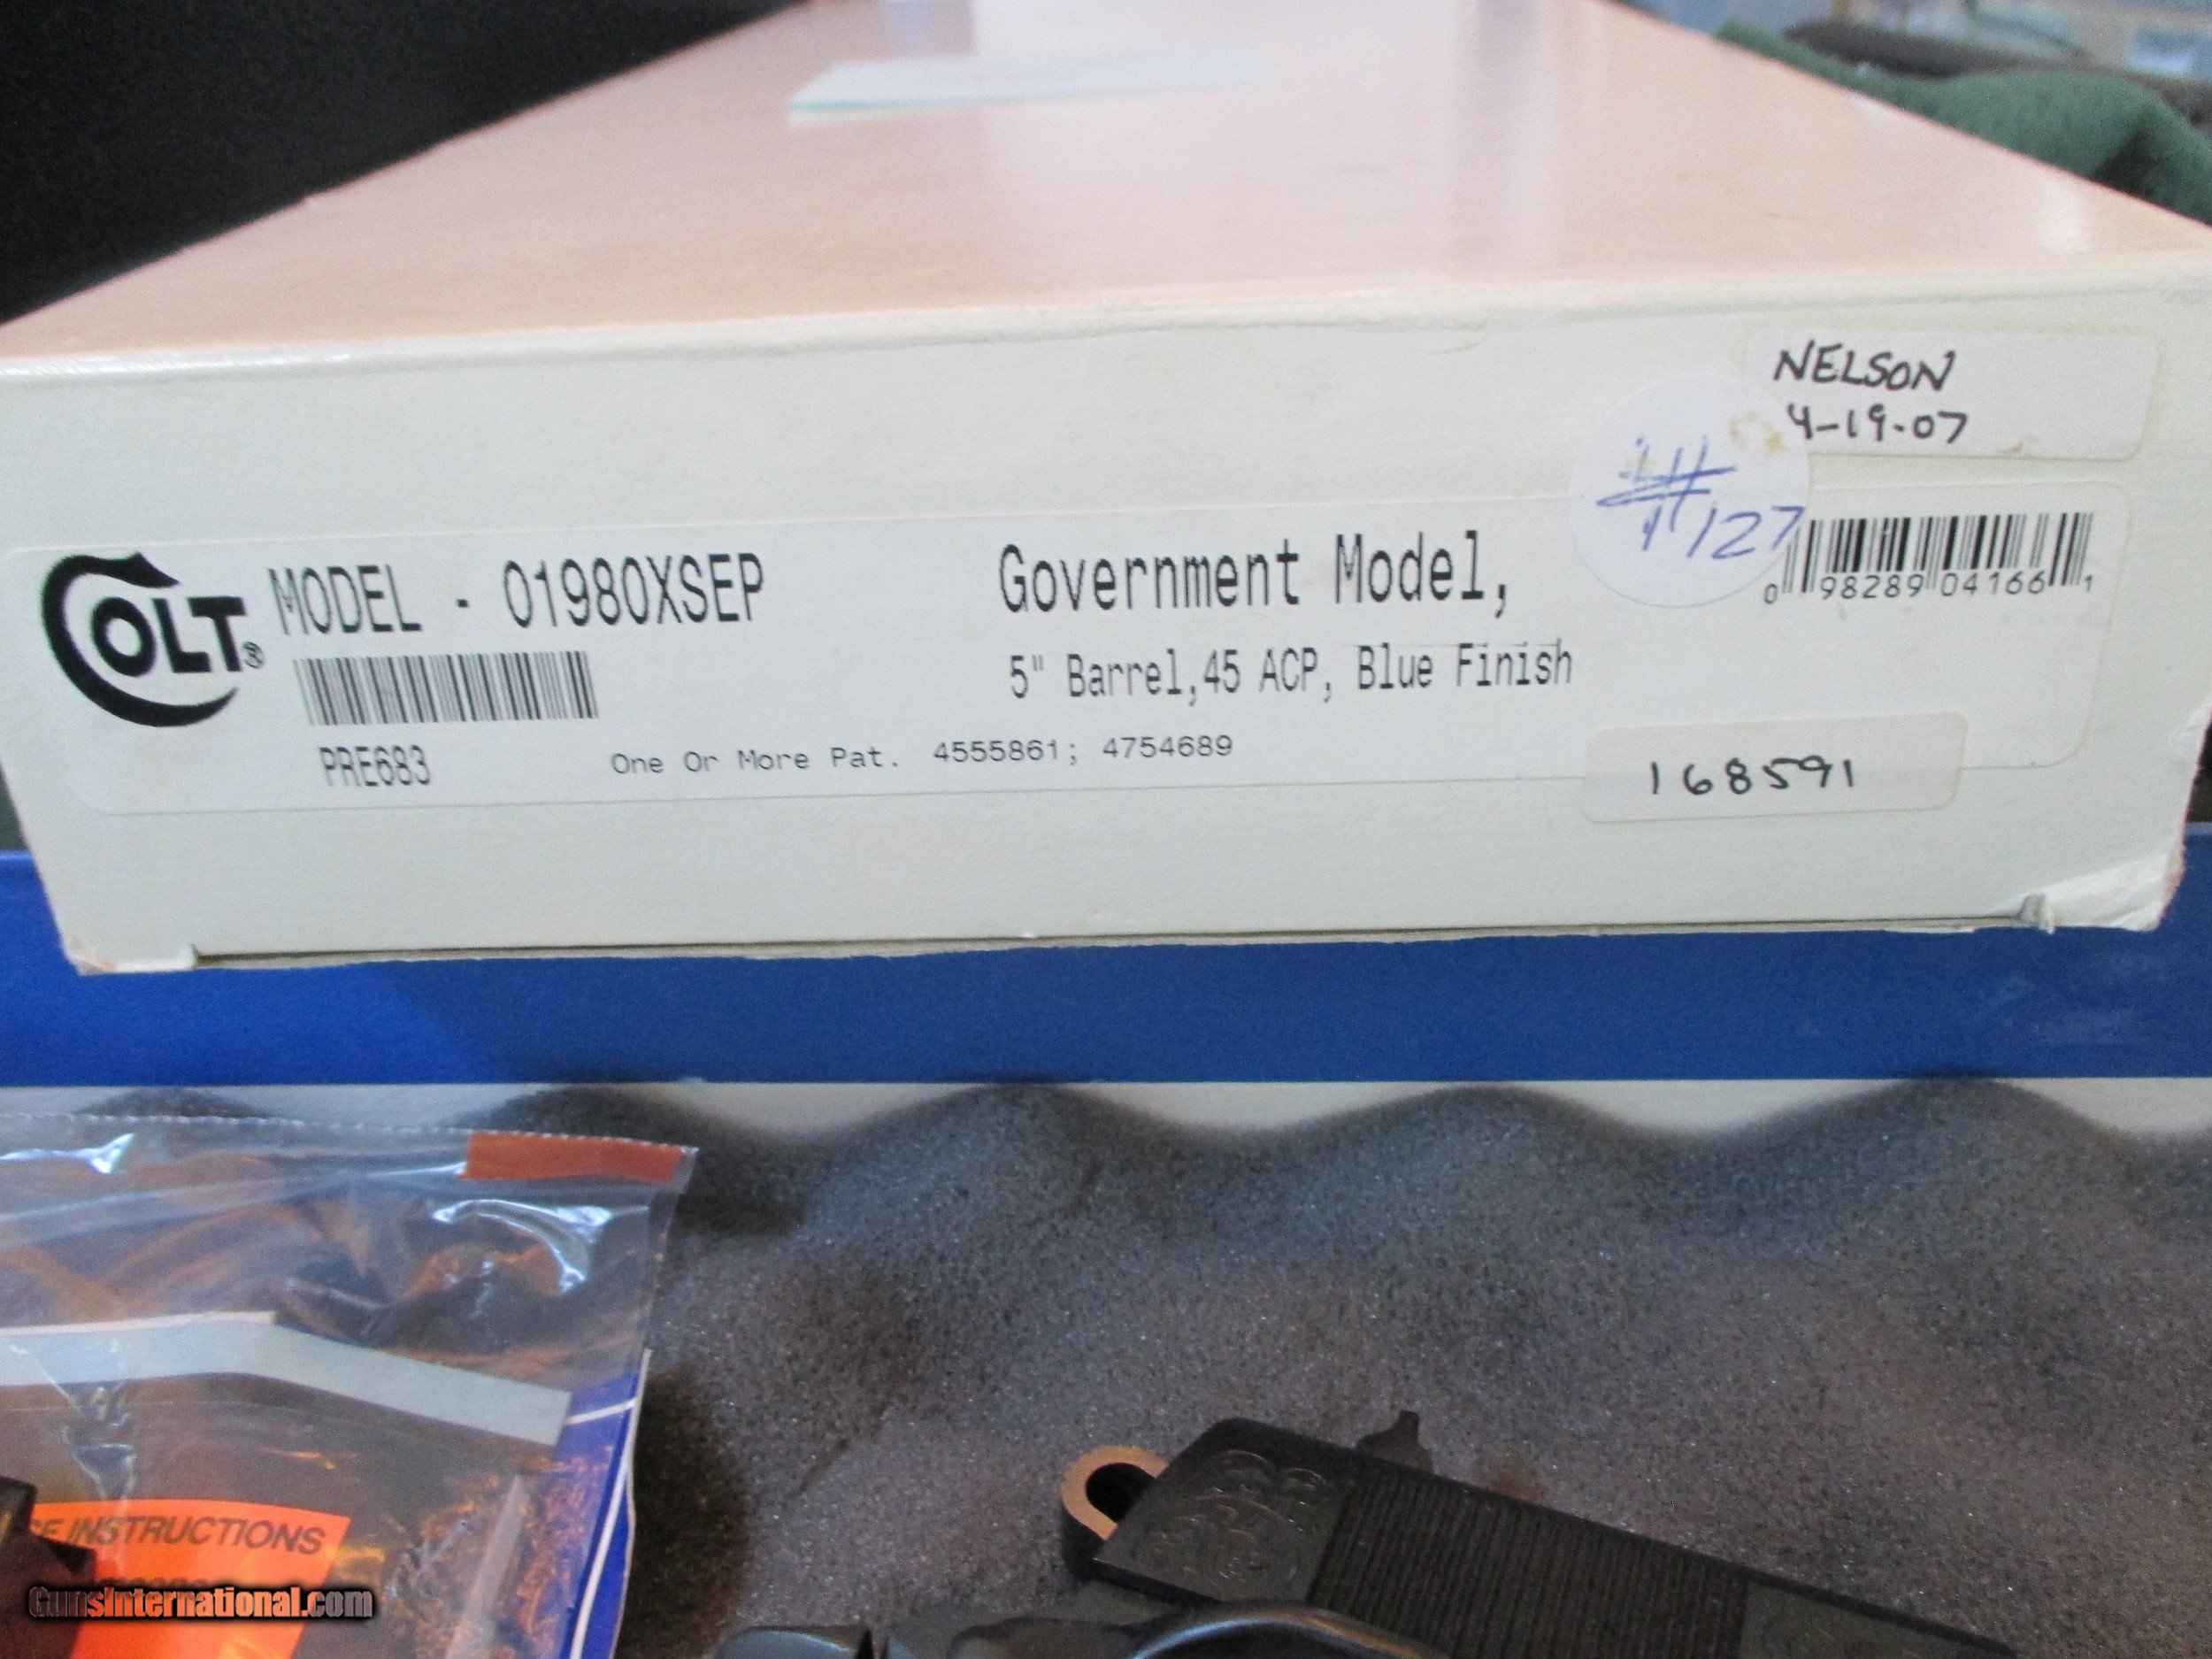 NELSON
4-19-07
#127
COLT®
MODEL - 01980XSEP
Government Model,
0 98289 04166 1
5" Barrel,45 ACP, Blue Finish
PRE683
One Or More Pat. 4555861; 4754689
168591
INSTRUCTIONS
GunsInternational.com